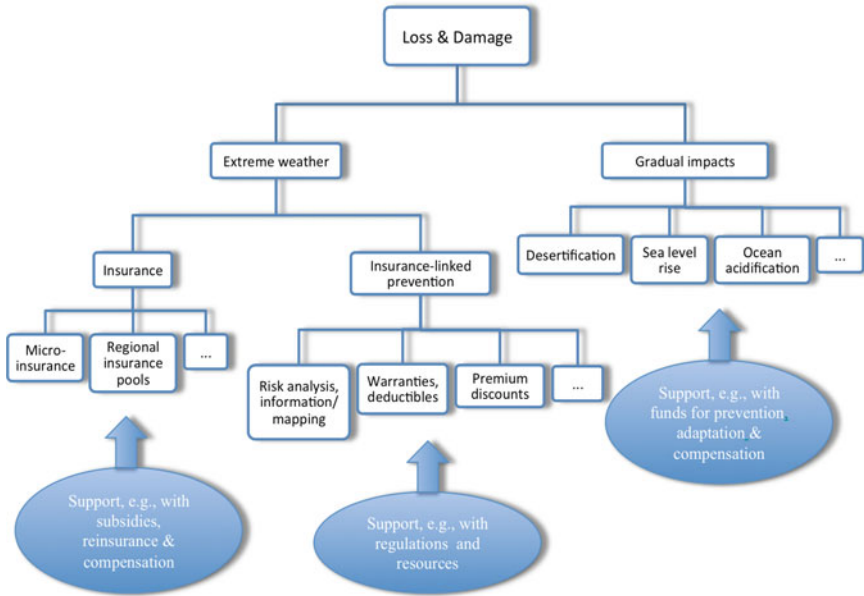 Loss & Damage
Extreme weather
Gradual impacts
Insurance
Insurance-linked
prevention
Desertification
Sea level
rise
Ocean
acidification
...
Micro-
insurance
Regional
insurance
pools
...
Risk analysis,
information/
mapping
Warranties,
deductibles
Premium
discounts
...
Support, e.g., with
subsidies,
reinsurance &
compensation
Support, e.g., with
regulations and
resources
Support, e.g., with
funds for prevention,
adaptation, &
compensation